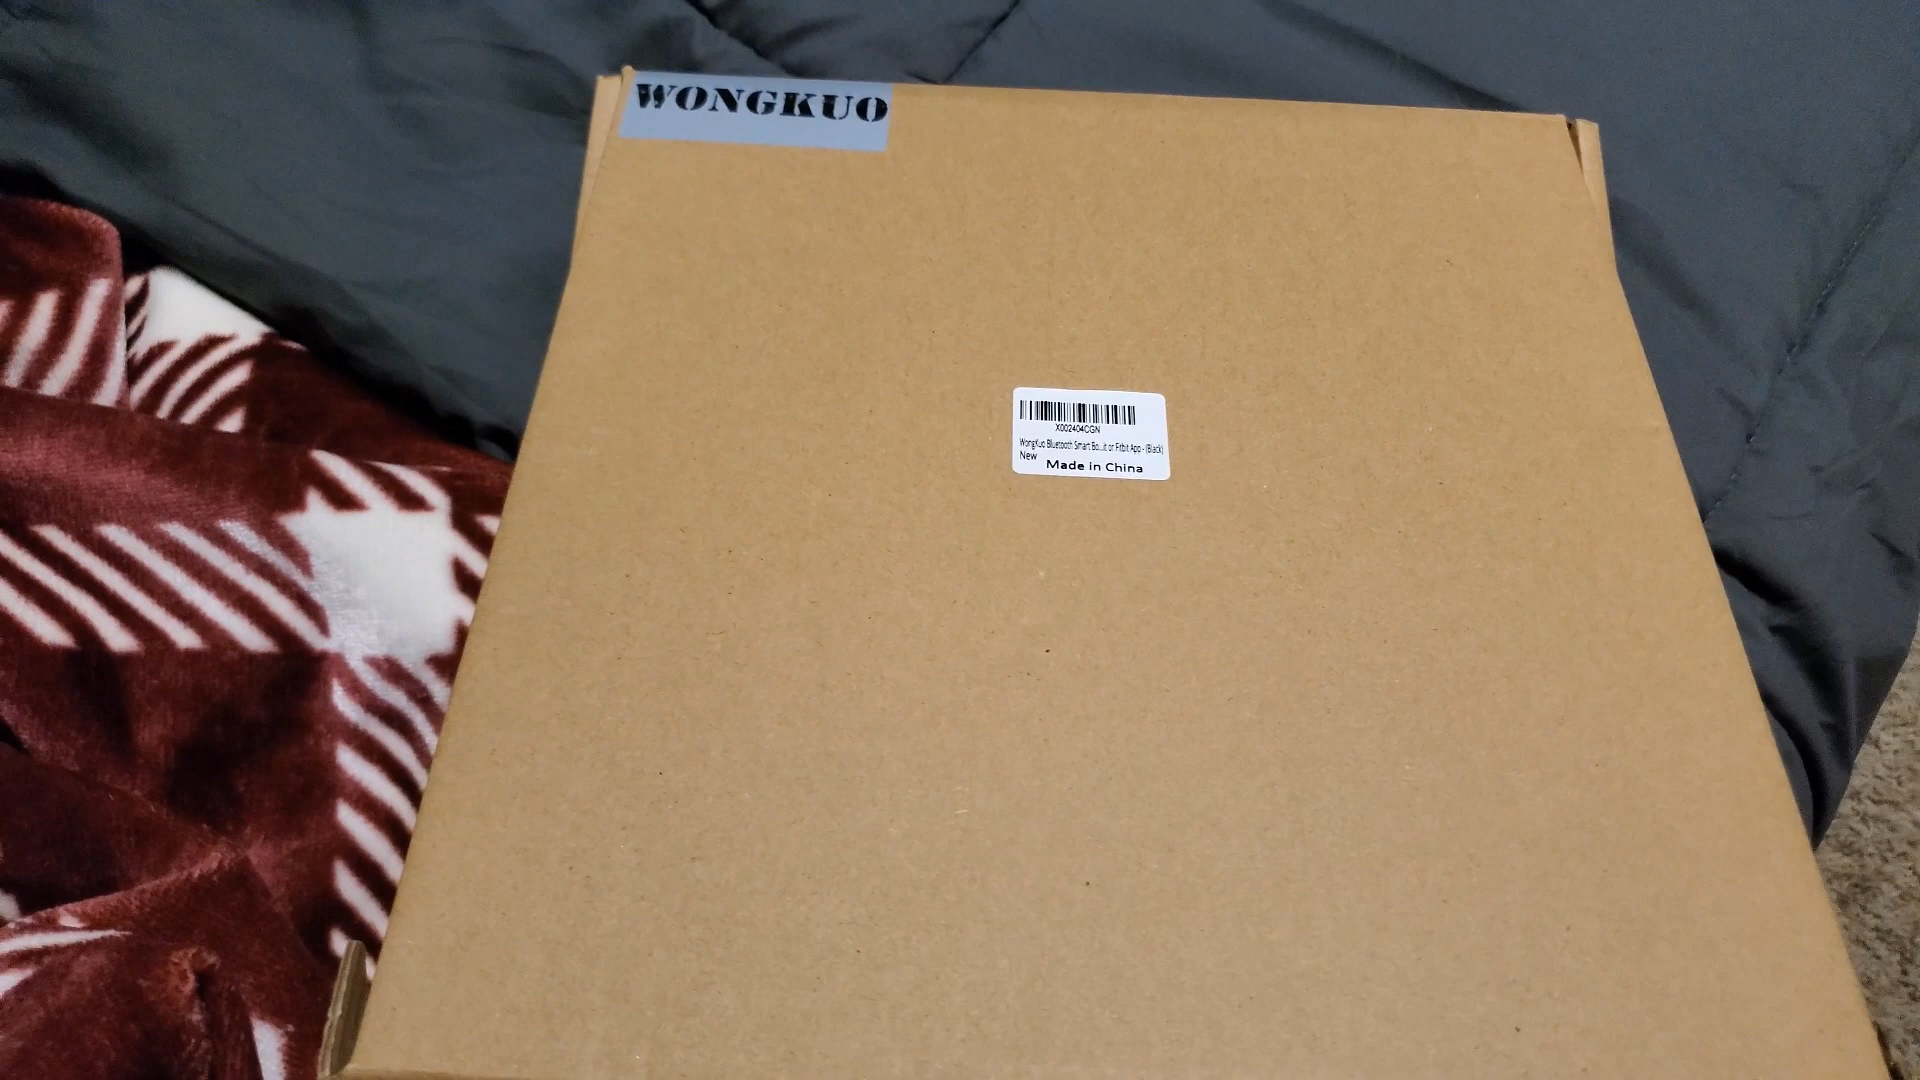 WONGKUO
X002404CGN
WongKuo Bluetooth Smart Bo...it or Fitbit App - (Black)
New
Made in China